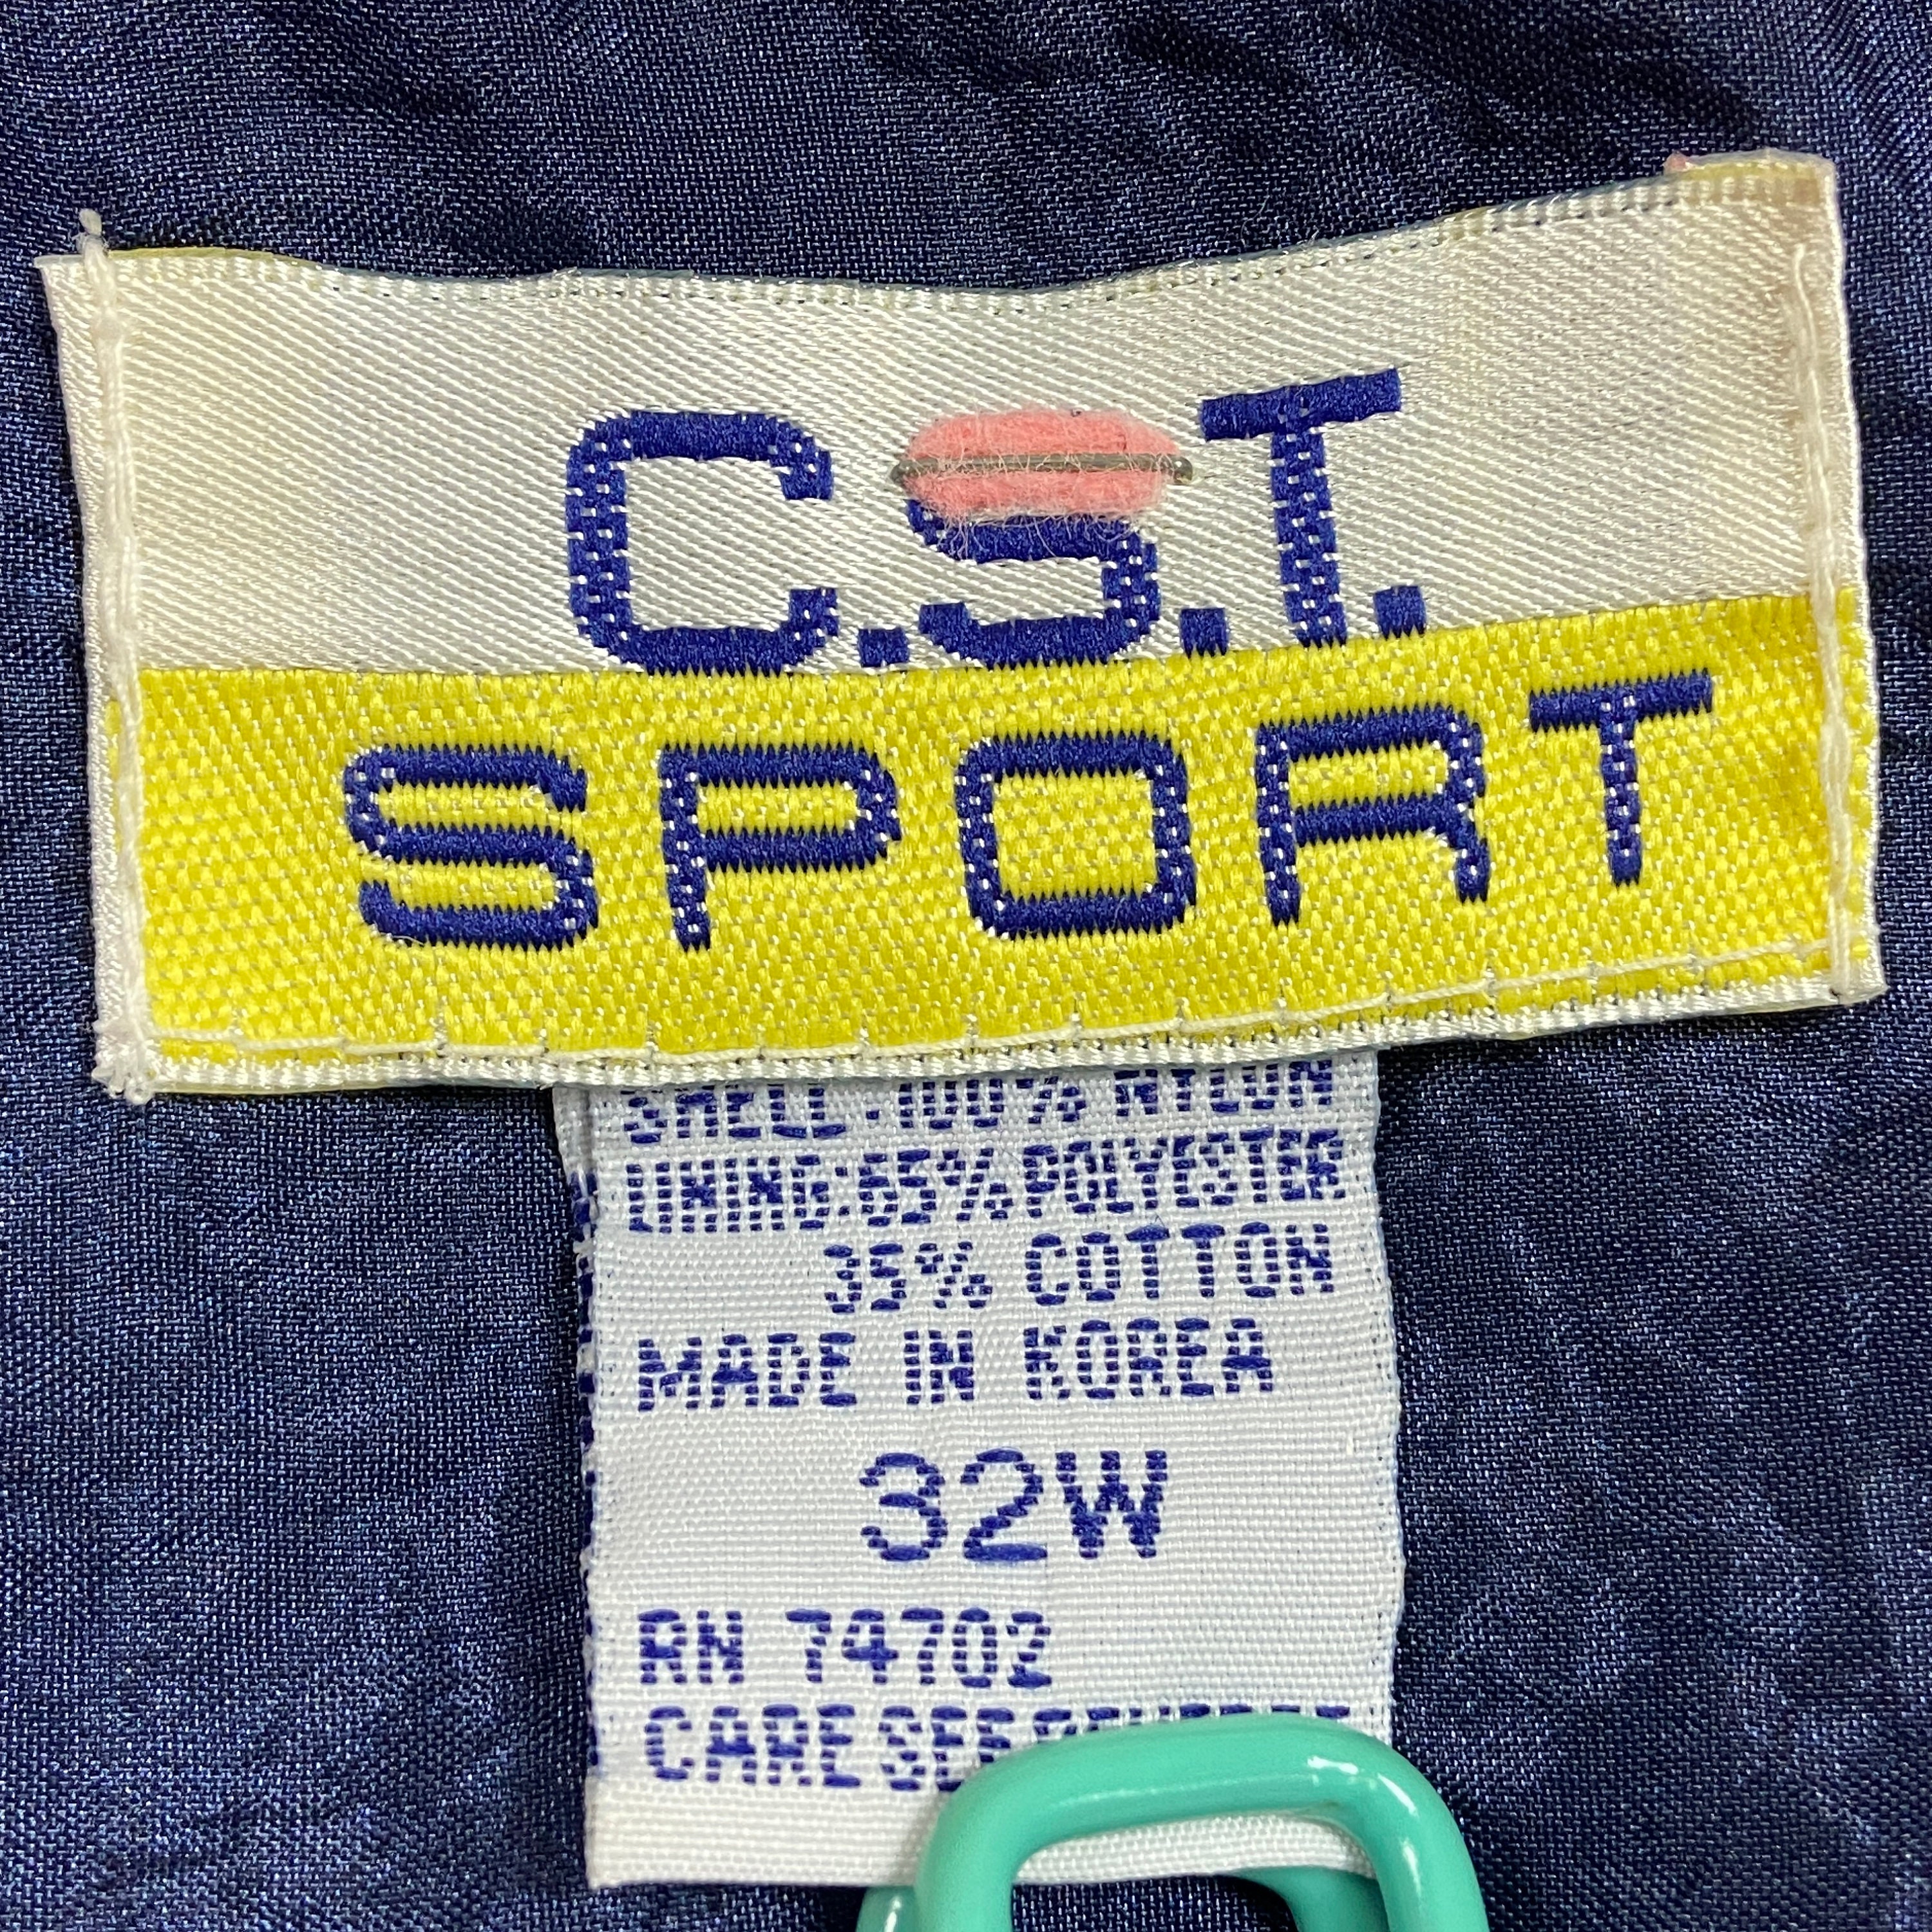 C.S.T.
SPORT
SHELL:100% NYLON
LINING:65%POLYESTER
35% COTTON
MADE IN KOREA
32W
RN 74702
CARE SEE